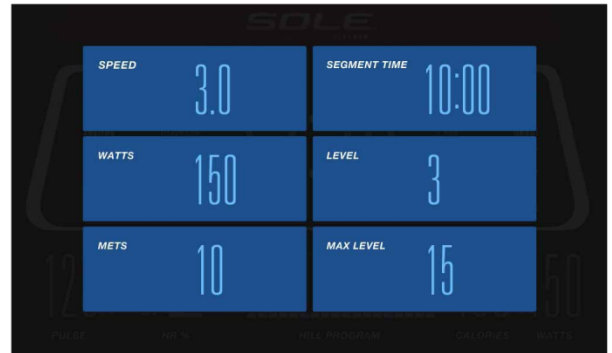 SOLE
SPEED
3.0
SEGMENT TIME
10:00
WATTS
150
LEVEL
3
METS
10
MAX LEVEL
15
PULSE
HR %
HILL PROGRAM
CALORIES
WATTS